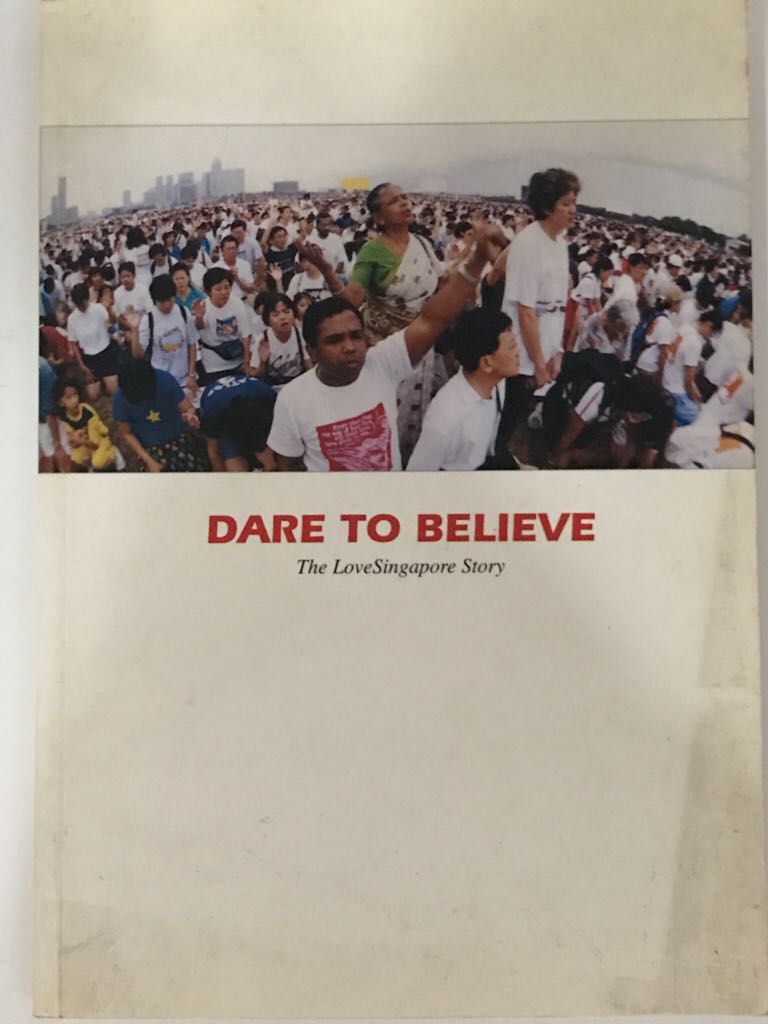 DARE TO BELIEVE
The LoveSingapore Story